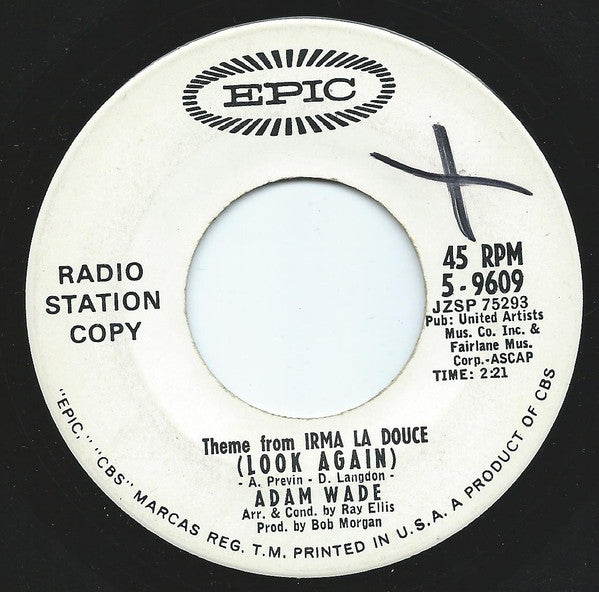 EPIC
RADIO
STATION
COPY
45 RPM
5-9609
JZSP 75293
Pub: United Artists
Mus. Co. Inc. &
Fairlane Mus.
Corp.-ASCAP
TIME: 2:21
Theme from IRMA LA DOUCE
(LOOK AGAIN)
- A. Previn - D. Langdon -
ADAM WADE
Arr. & Cond. by Ray Ellis
Prod. by Bob Morgan
"EPIC," "CBS" MARCAS REG. T.M. PRINTED IN U.S.A. A PRODUCT OF CBS